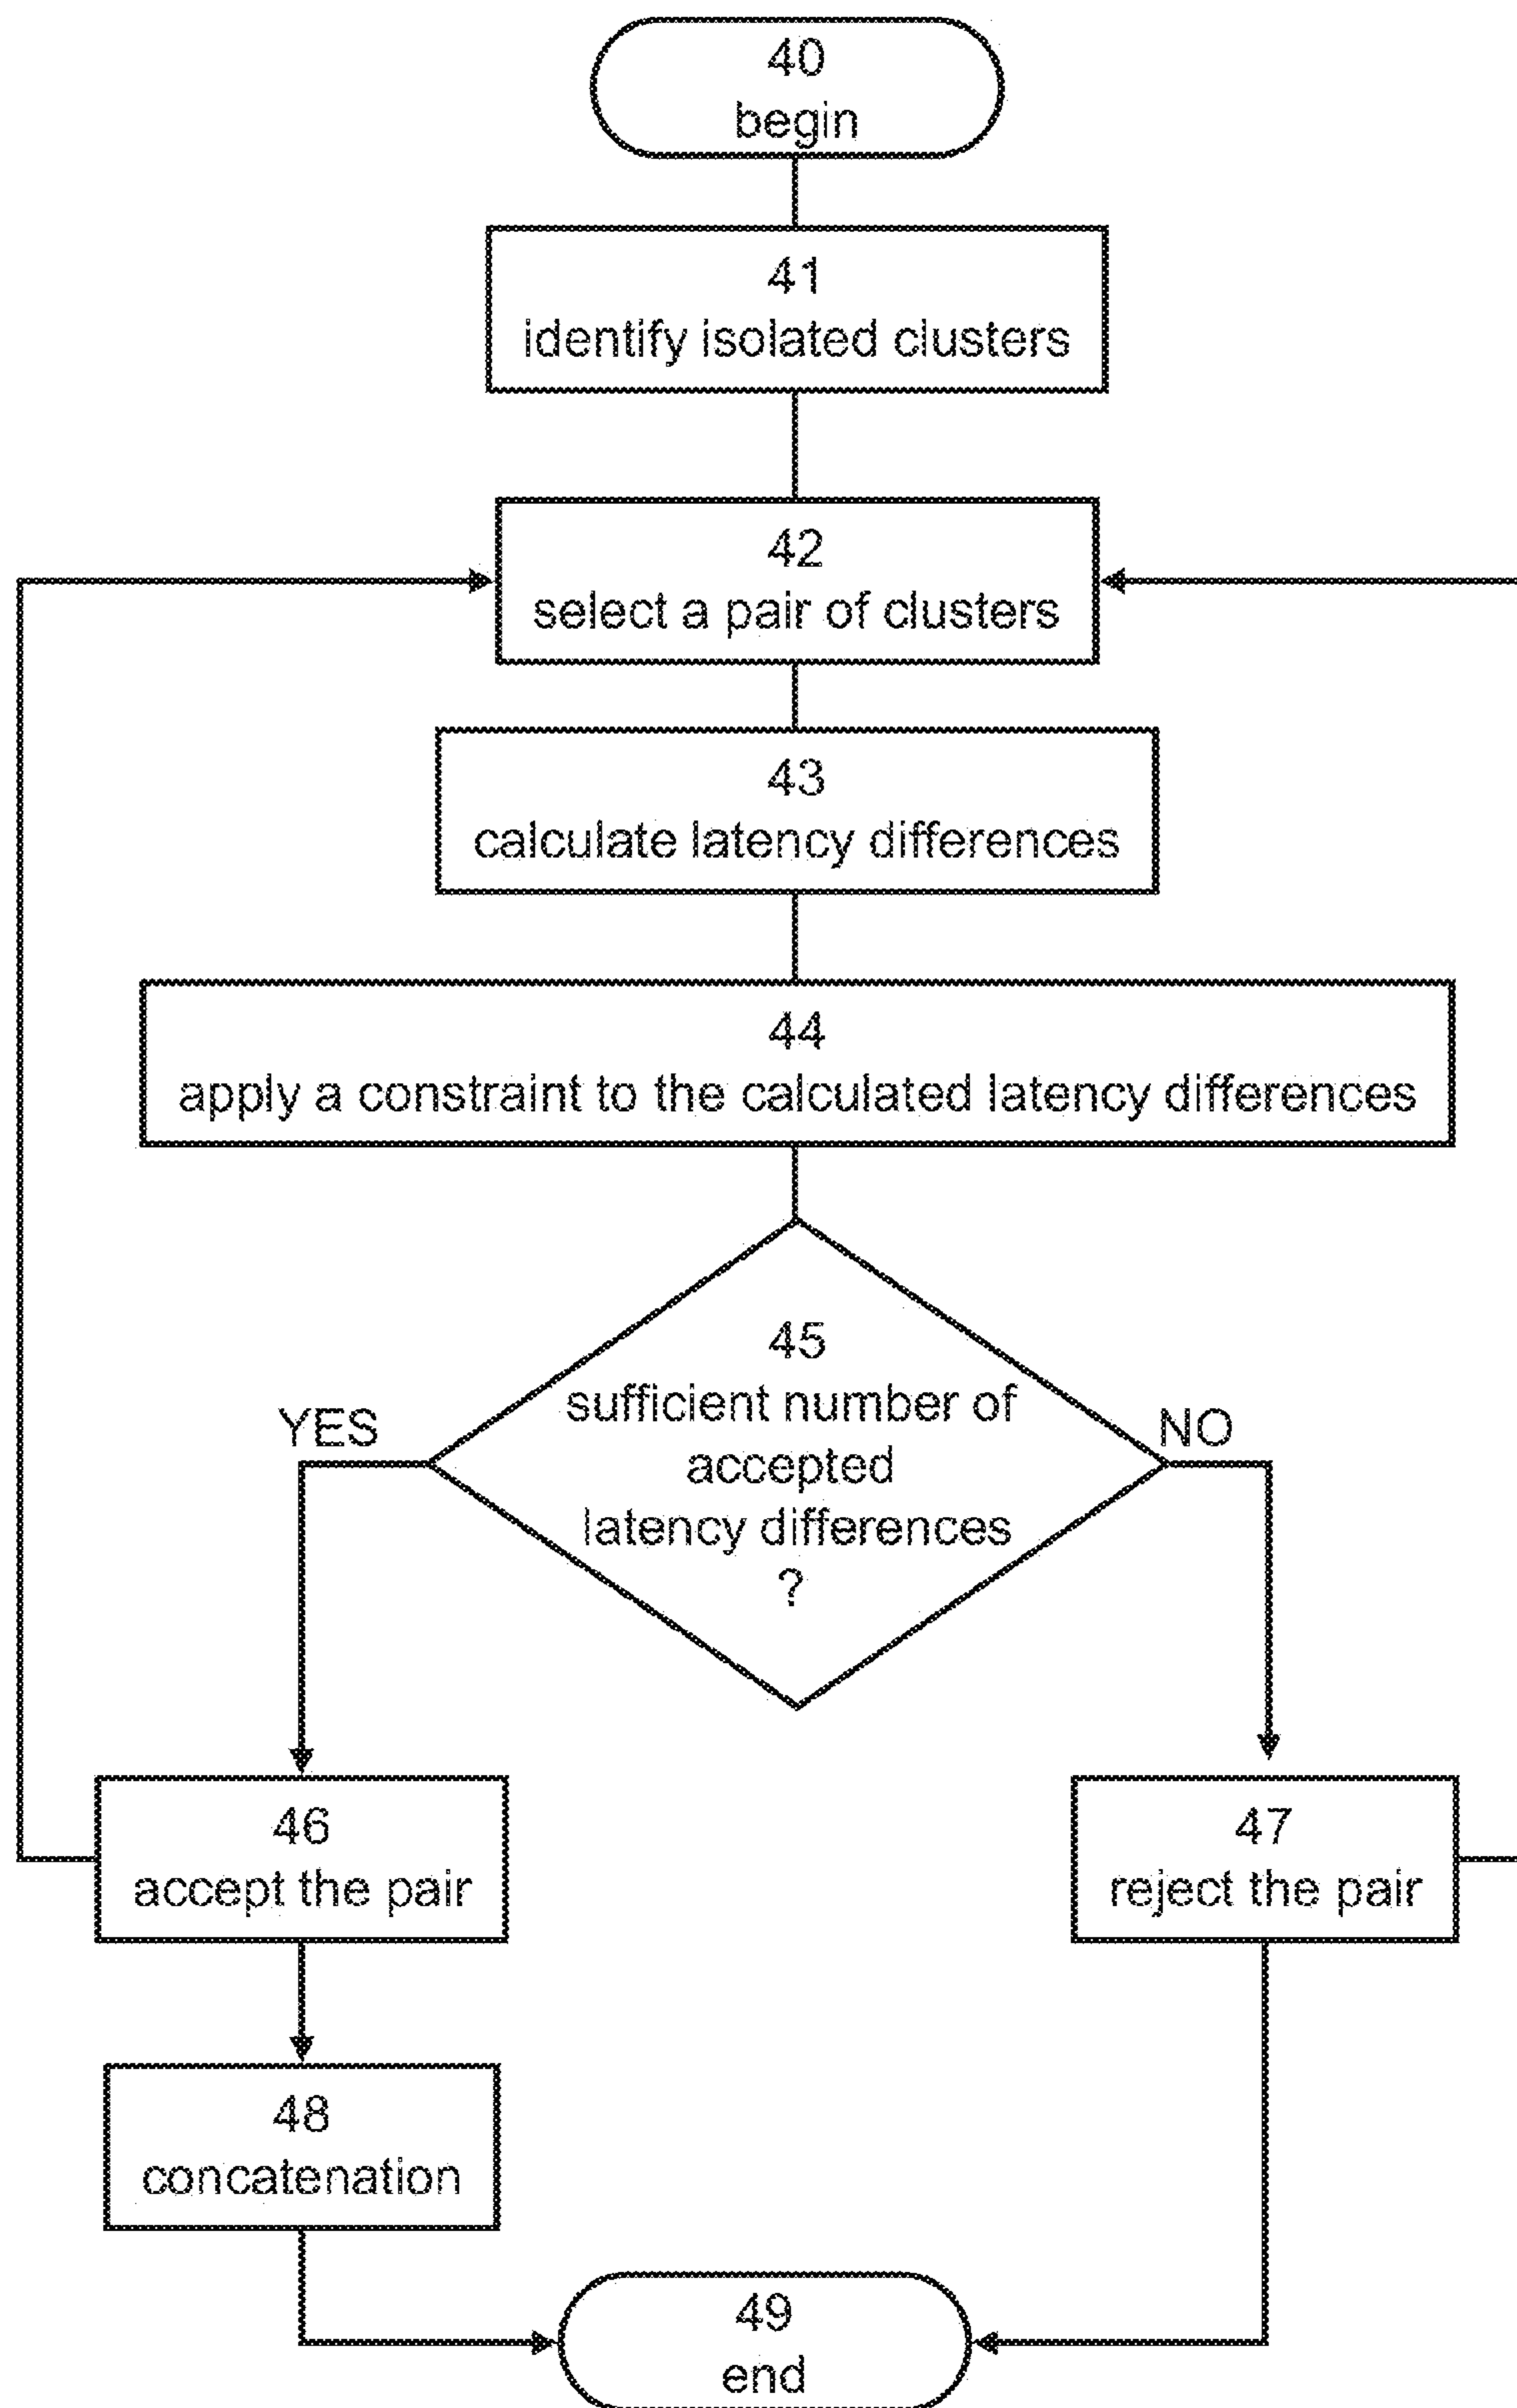 40
begin
41
identify isolated clusters
42
select a pair of clusters
43
calculate latency differences
44
apply a constraint to the calculated latency differences
45
sufficient number of
accepted
latency differences
?
YES
NO
46
accept the pair
47
reject the pair
48
concatenation
49
end